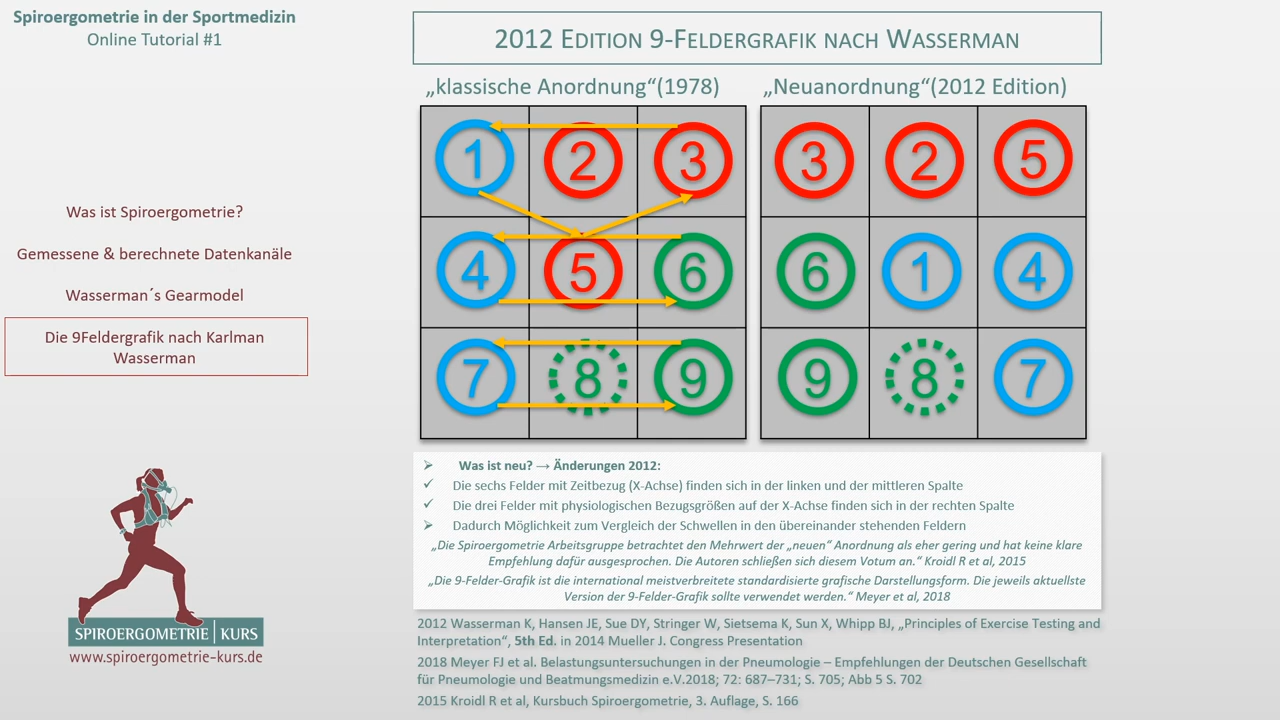 Spiroergometrie in der Sportmedizin
Online Tutorial #1
Was ist Spiroergometrie?
Gemessene & berechnete Datenkanäle
Wasserman´s Gearmodel
Die 9Feldergrafik nach Karlman
Wasserman
SPIROERGOMETRIE | KURS
www.spiroergometrie-kurs.de
2012 EDITION 9-FELDERGRAFIK NACH WASSERMAN
„klassische Anordnung“(1978)
1 2 3
4 5 6
7 8 9
„Neuanordnung“(2012 Edition)
3 2 5
6 1 4
9 8 7
Was ist neu? → Änderungen 2012:
Die sechs Felder mit Zeitbezug (X-Achse) finden sich in der linken und der mittleren Spalte
Die drei Felder mit physiologischen Bezugsgrößen auf der X-Achse finden sich in der rechten Spalte
Dadurch Möglichkeit zum Vergleich der Schwellen in den übereinander stehenden Feldern
„Die Spiroergometrie Arbeitsgruppe betrachtet den Mehrwert der „neuen“ Anordnung als eher gering und hat keine klare
Empfehlung dafür ausgesprochen. Die Autoren schließen sich diesem Votum an.“ Kroidl R et al, 2015
„Die 9-Felder-Grafik ist die international meistverbreitete standardisierte grafische Darstellungsform. Die jeweils aktuellste
Version der 9-Felder-Grafik sollte verwendet werden.“ Meyer et al, 2018
2012 Wasserman K, Hansen JE, Sue DY, Stringer W, Sietsema K, Sun X, Whipp BJ, „Principles of Exercise Testing and
Interpretation“, 5th Ed. in 2014 Mueller J. Congress Presentation
2018 Meyer FJ et al. Belastungsuntersuchungen in der Pneumologie – Empfehlungen der Deutschen Gesellschaft
für Pneumologie und Beatmungsmedizin e.V.2018; 72: 687–731; S. 705; Abb 5 S. 702
2015 Kroidl R et al, Kursbuch Spiroergometrie, 3. Auflage, S. 166